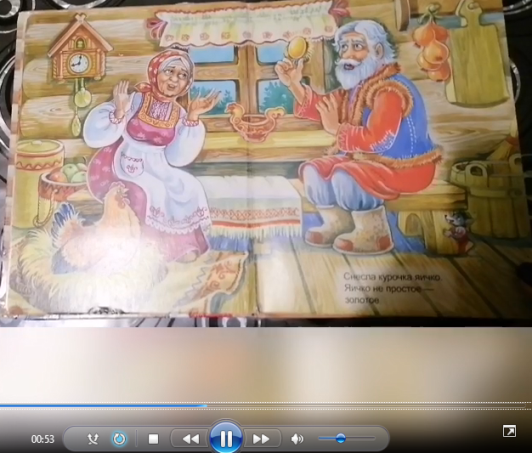 Снесла курочка яичко.
Яичко не простое —
золотое.
00:53